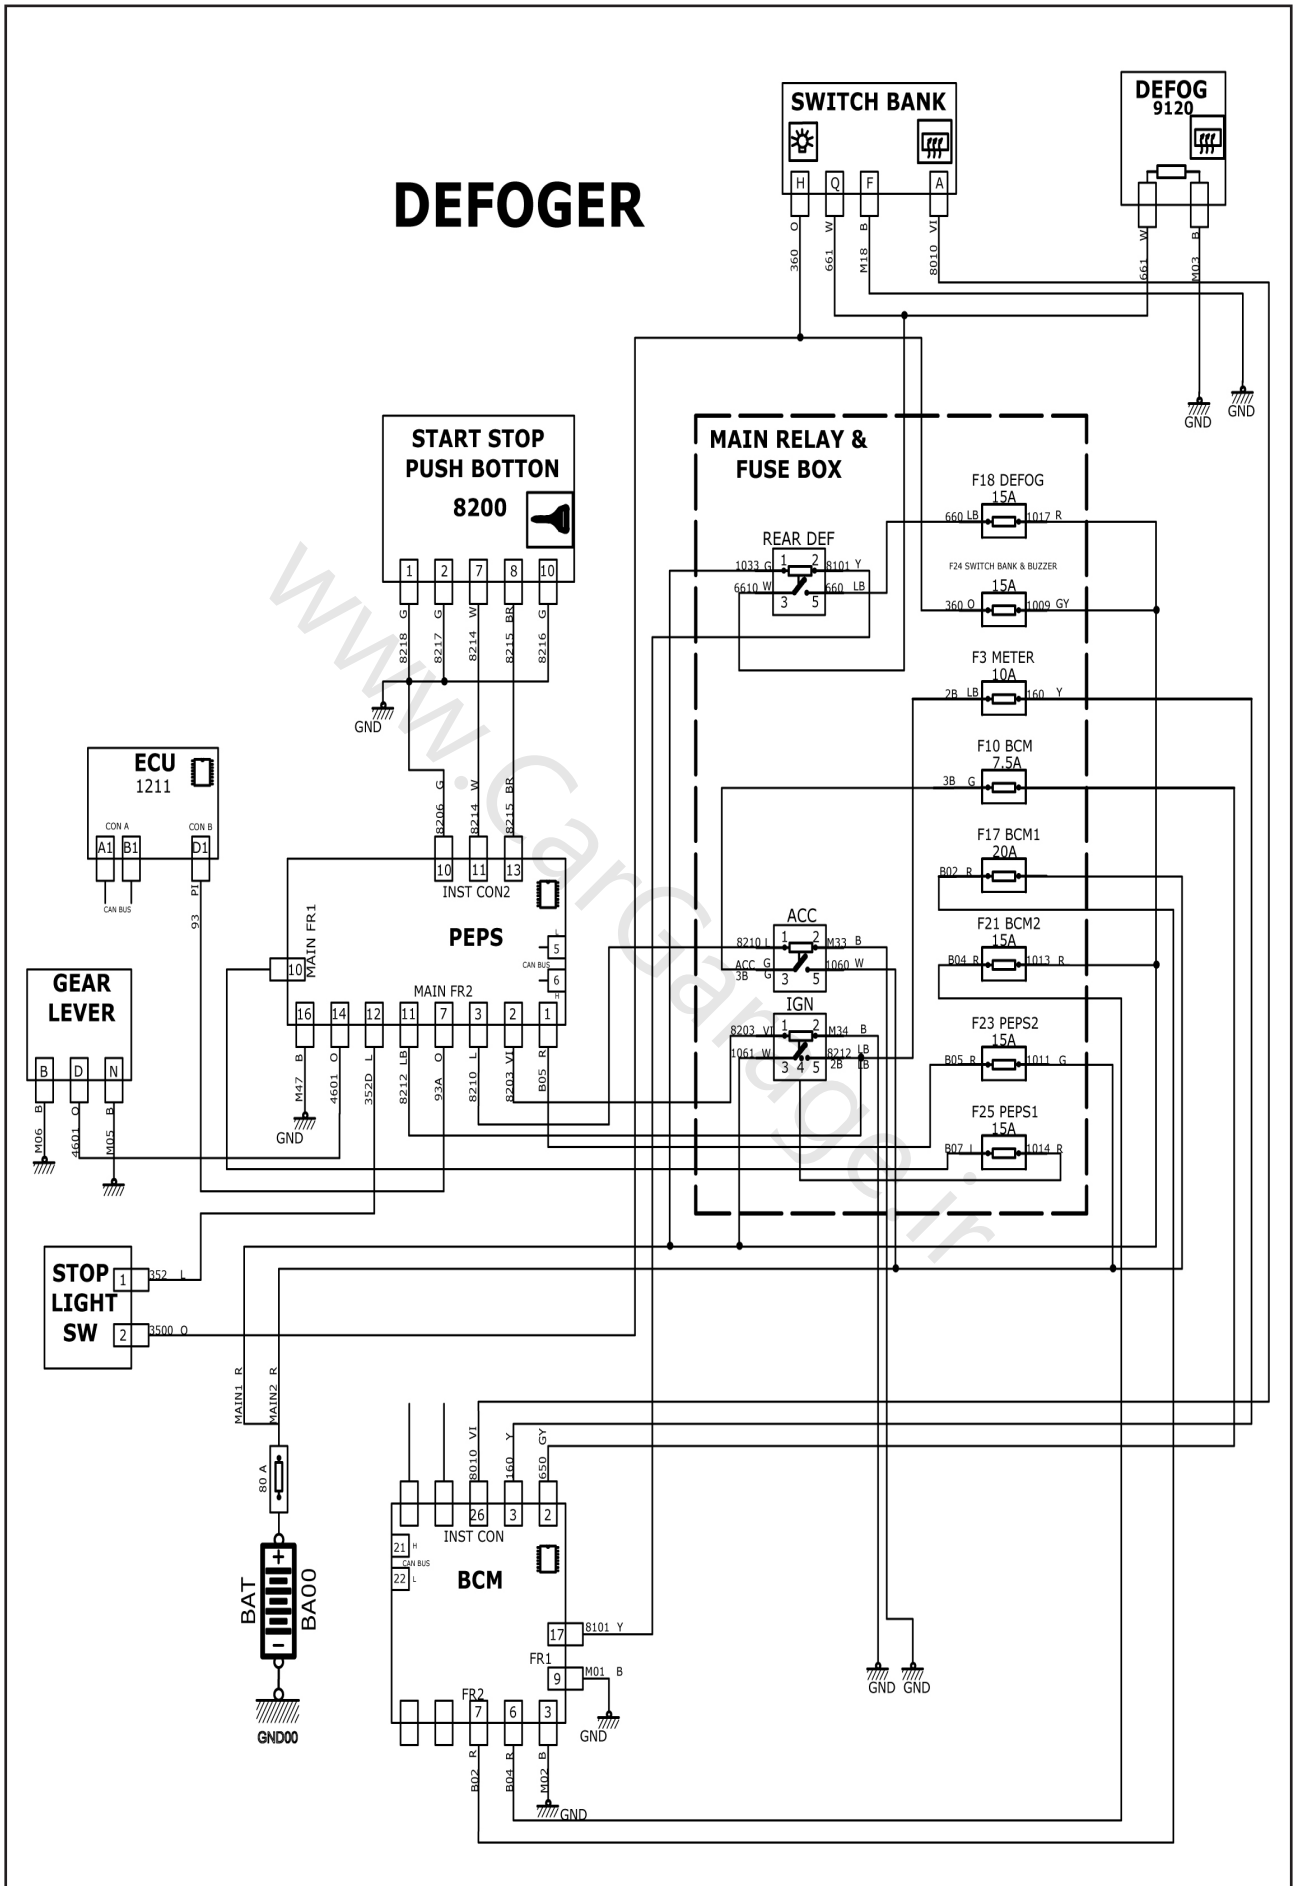 SWITCH BANK
H
Q
F
A
360 O
661 W
M18 B
8010 VI
DEFOG
9120
661 W
M03 B
GND
GND
DEFOGER
START STOP
PUSH BOTTON
8200
1
2
7
8
10
8218 G
8217 G
8214 W
8215 BR
8216 G
GND
8206 G
8214 W
8215 BR
MAIN RELAY &
FUSE BOX
REAR DEF
1033 G
1
2
8101 Y
6610 W
3
5
660 LB
F18 DEFOG
15A
660 LB
1017 R
F24 SWITCH BANK & BUZZER
15A
360 O
1009 GY
F3 METER
10A
2B LB
160 Y
F10 BCM
7.5A
3B G
F17 BCM1
20A
B02 R
F21 BCM2
15A
B04 R
1013 R
F23 PEPS2
15A
B05 R
1011 G
F25 PEPS1
15A
B07 L
1014 R
ACC
8210 L
1
2
M33 B
ACC G
3B G
3
5
1060 W
IGN
8203 VI
1
2
M34 B
1061 W
3
4
5
8212 LB
2B LB
ECU
1211
CON A
CON B
A1
B1
D1
CAN BUS
93 PI
10
11
13
INST CON2
PEPS
MAIN FR1
10
L
5
CAN BUS
6
H
MAIN FR2
16
14
12
11
7
3
2
1
M47 B
4601 O
352D L
8212 LB
93A O
8210 L
8203 VI
B05 R
GND
GEAR
LEVER
B
D
N
M06 B
4601 O
M05 B
STOP
LIGHT
SW
1
352 L
2
3500 O
MAIN1 R
MAIN2 R
80 A
BAT
BA00
GND00
8010 VI
160 Y
650 GY
26
3
2
INST CON
21 H
CAN BUS
22 L
BCM
17
8101 Y
FR1
9
M01 B
GND
FR2
7
6
3
B02 R
B04 R
M02 B
GND
GND
GND
www.CarGarage.ir